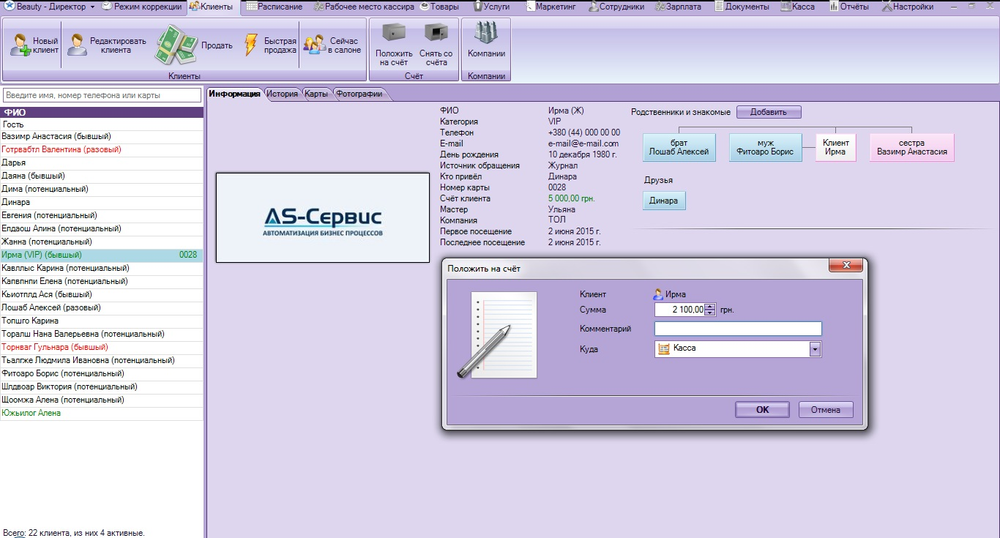 Beauty - Директор Режим коррекции Клиенты Расписание Рабочее место кассира Товары Услуги Маркетинг Сотрудники Зарплата Документы Касса Отчёты Настройки
Новый клиент
Редактировать клиента
Продать
Быстрая продажа
Сейчас в салоне
Клиенты
Положить на счёт
Снять со счёта
Счёт
Компании
Компании
Введите имя, номер телефона или карты
ФИО
Гость
Вазимр Анастасия (бывший)
Готрвабтл Валентина (разовый)
Дарья
Даяна (бывший)
Дима (потенциальный)
Динара
Евгения (потенциальный)
Епдаош Алина (потенциальный)
Жанна (потенциальный)
Ирма (VIP) (бывший) 0028
Кавллыс Карина (потенциальный)
Капвпнпи Елена (потенциальный)
Кьиотплд Ася (бывший)
Лошаб Алексей (разовый)
Топшго Карина
Торалш Нана Валерьевна (потенциальный)
Торнваг Гульнара (бывший)
Тьалгже Людмила Ивановна (потенциальный)
Фитоаро Борис (потенциальный)
Шлдвоар Виктория (потенциальный)
Щоомжа Алена (потенциальный)
Южьилог Алена
Всего: 22 клиента, из них 4 активные.
Информация История Карты Фотографии
AS-Сервис
АВТОМАТИЗАЦИЯ БИЗНЕС ПРОЦЕССОВ
ФИО Ирма (Ж)
Категория VIP
Телефон +380 (44) 000 00 00
E-mail e-mail@e-mail.com
День рождения 10 декабря 1980 г.
Источник обращения Журнал
Кто привёл Динара
Номер карты 0028
Счёт клиента 5 000,00 грн.
Мастер Ульяна
Компания ТОЛ
Первое посещение 2 июня 2015 г.
Последнее посещение 2 июня 2015 г.
Родственники и знакомые Добавить
брат
Лошаб Алексей
муж
Фитоаро Борис
Клиент
Ирма
сестра
Вазимр Анастасия
Друзья
Динара
Положить на счёт
Клиент Ирма
Сумма 2 100,00 грн.
Комментарий
Куда Касса
OK Отмена